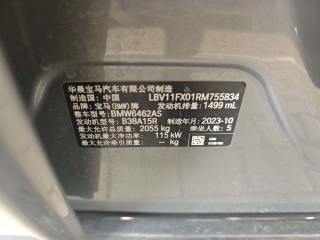 华晨宝马汽车有限公司制造
制造国：中国 LBV11FX01RM755834
品牌：宝马(BMW)牌 发动机排量：1499 mL
整车型号：BMW6462AS
发动机型号：B38A15R 制造年月：2023-10
最大允许总质量：2055 kg 乘坐人数：5
发动机最大净功率：115 kW
最大允许牵引质量：-- kg